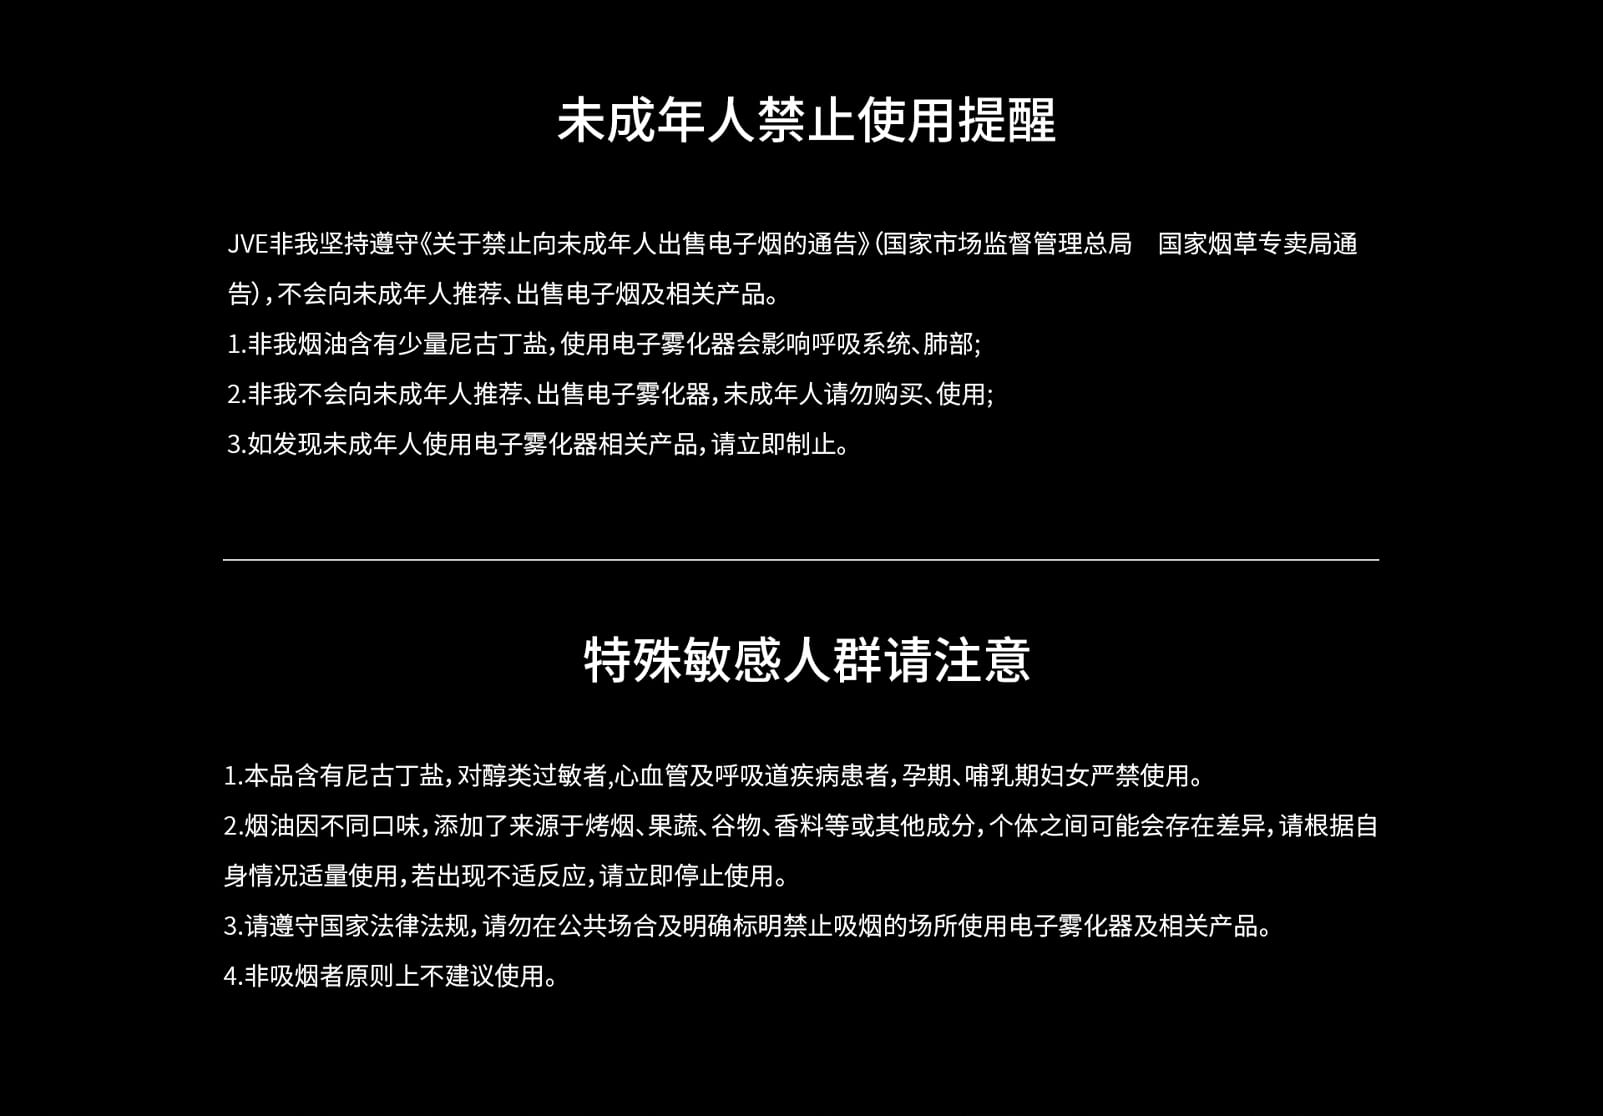 未成年人禁止使用提醒
JVE非我坚持遵守《关于禁止向未成年人出售电子烟的通告》（国家市场监督管理总局　国家烟草专卖局通
告），不会向未成年人推荐、出售电子烟及相关产品。
1.非我烟油含有少量尼古丁盐，使用电子雾化器会影响呼吸系统、肺部；
2.非我不会向未成年人推荐、出售电子雾化器，未成年人请勿购买、使用；
3.如发现未成年人使用电子雾化器相关产品，请立即制止。
特殊敏感人群请注意
1.本品含有尼古丁盐，对醇类过敏者,心血管及呼吸道疾病患者，孕期、哺乳期妇女严禁使用。
2.烟油因不同口味，添加了来源于烤烟、果蔬、谷物、香料等或其他成分，个体之间可能会存在差异，请根据自
身情况适量使用，若出现不适反应，请立即停止使用。
3.请遵守国家法律法规，请勿在公共场合及明确标明禁止吸烟的场所使用电子雾化器及相关产品。
4.非吸烟者原则上不建议使用。